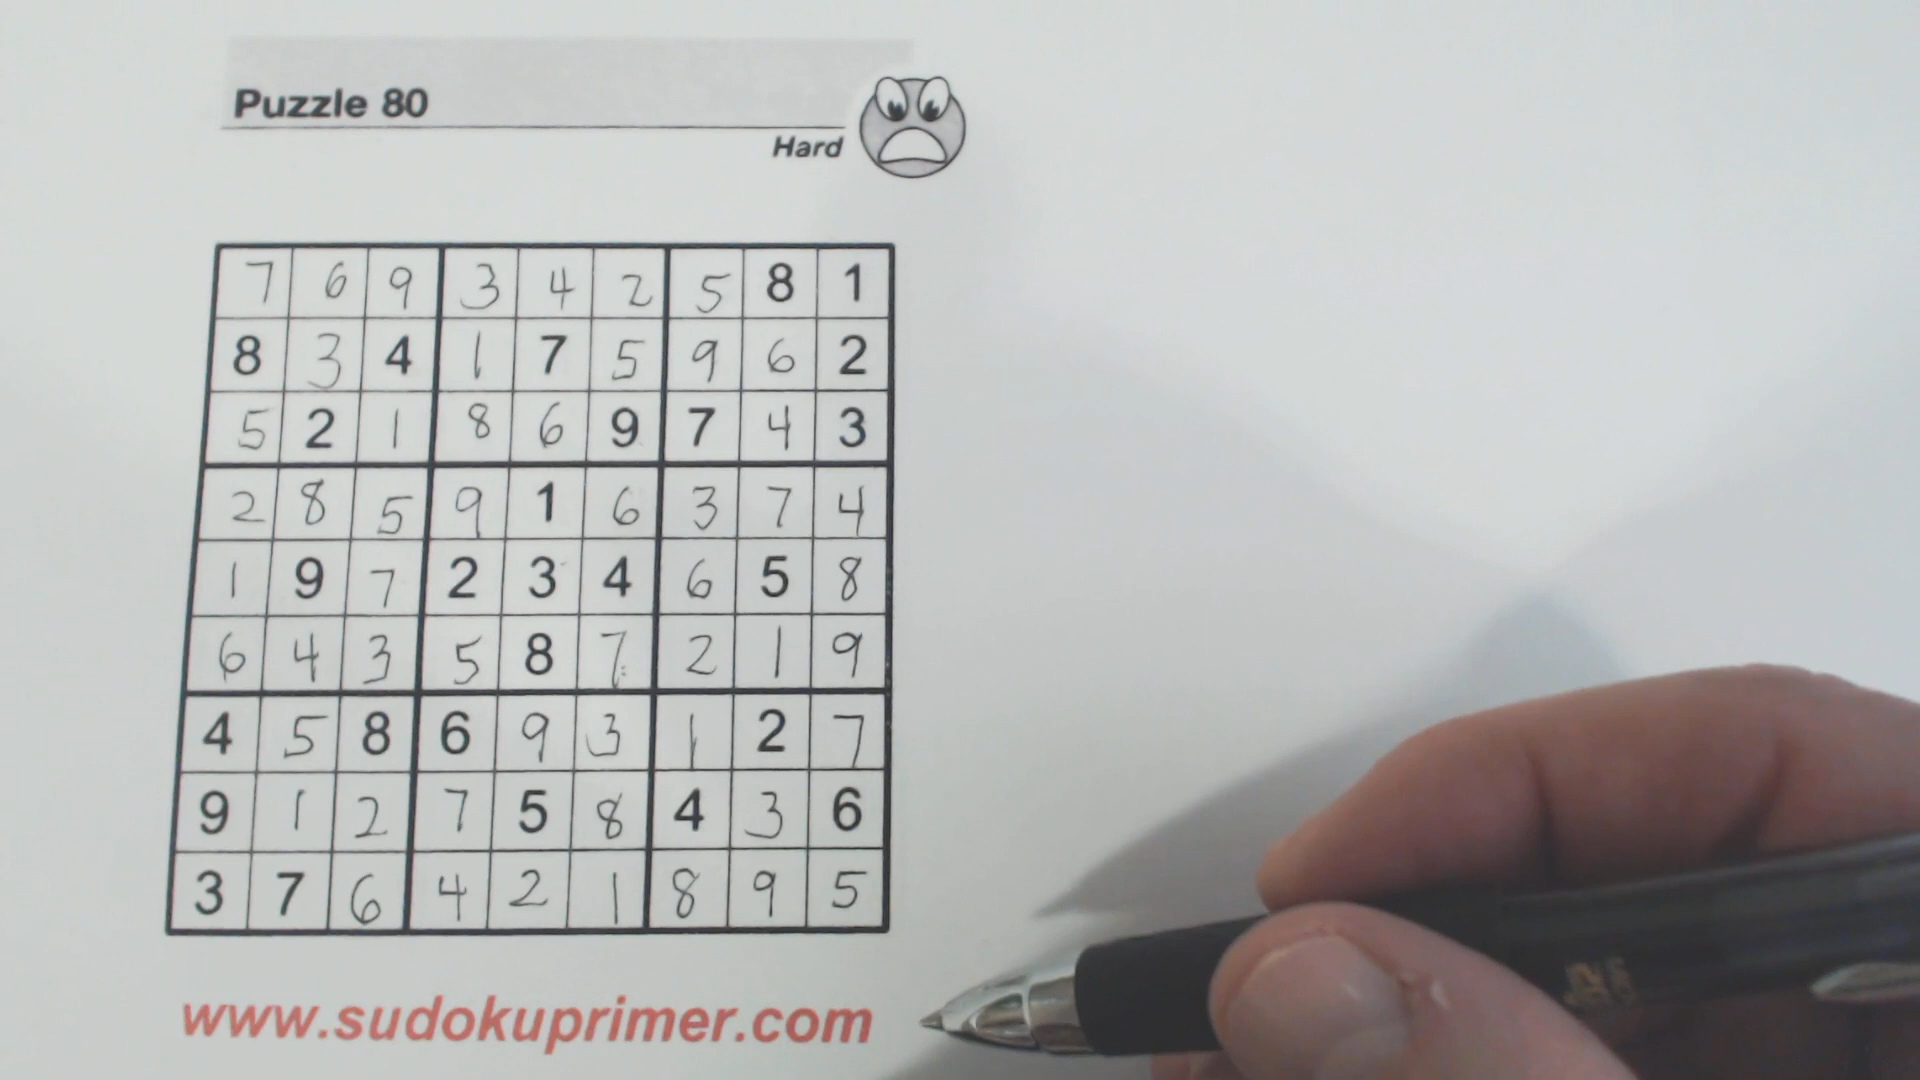 Puzzle 80
Hard
7 6 9 3 4 2 5 8 1
8 3 4 1 7 5 9 6 2
5 2 1 8 6 9 7 4 3
2 8 5 9 1 6 3 7 4
1 9 7 2 3 4 6 5 8
6 4 3 5 8 7 2 1 9
4 5 8 6 9 3 1 2 7
9 1 2 7 5 8 4 3 6
3 7 6 4 2 1 8 9 5
www.sudokuprimer.com